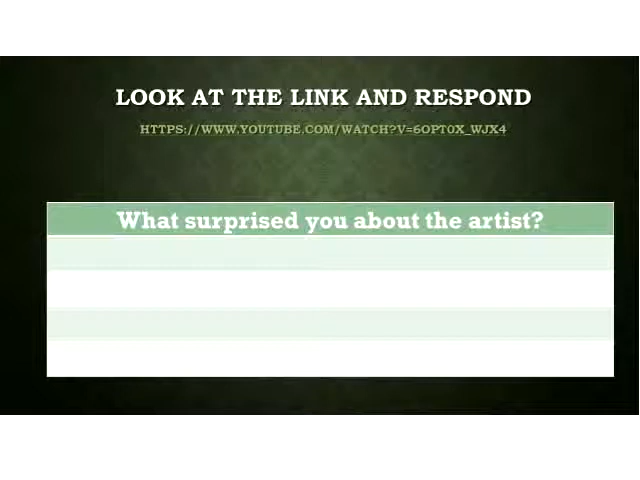 LOOK AT THE LINK AND RESPOND
HTTPS://WWW.YOUTUBE.COM/WATCH?V=6OPT0X_WJX4
What surprised you about the artist?